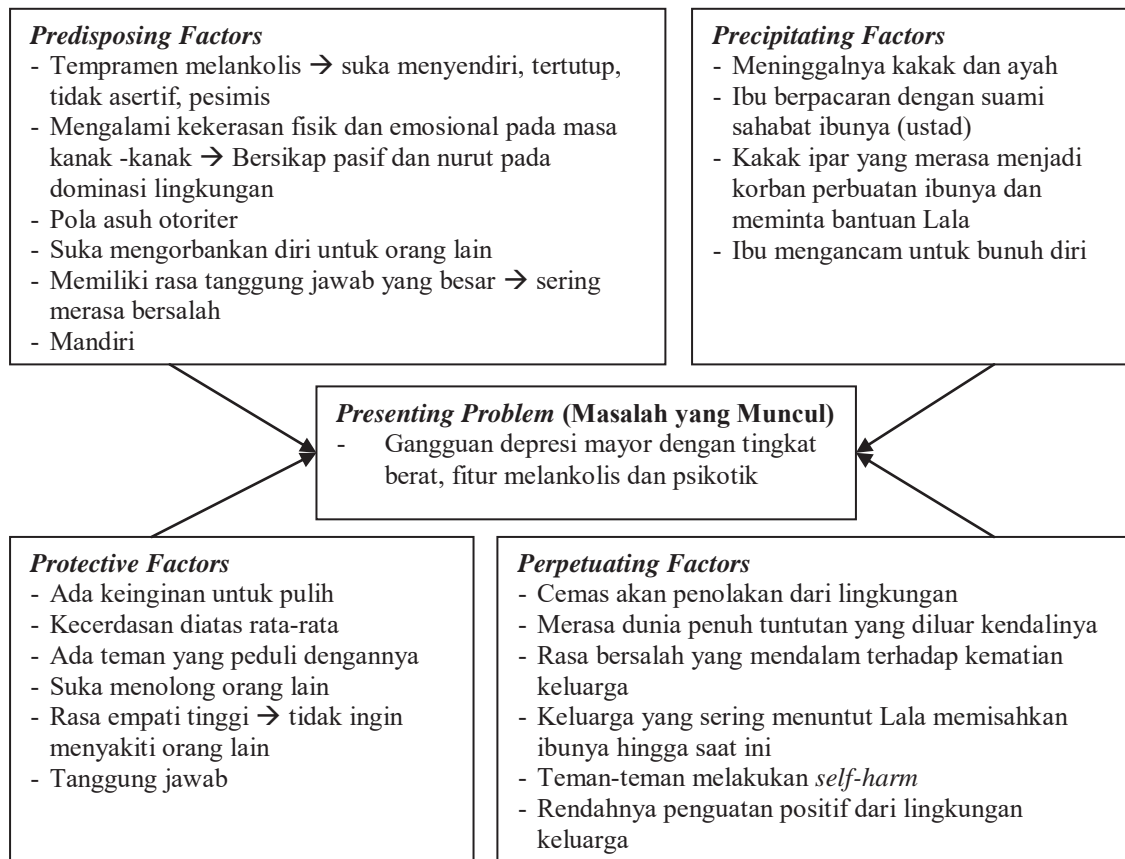 Predisposing Factors
- Tempramen melankolis → suka menyendiri, tertutup,
tidak asertif, pesimis
- Mengalami kekerasan fisik dan emosional pada masa
kanak -kanak → Bersikap pasif dan nurut pada
dominasi lingkungan
- Pola asuh otoriter
- Suka mengorbankan diri untuk orang lain
- Memiliki rasa tanggung jawab yang besar → sering
merasa bersalah
- Mandiri
Precipitating Factors
- Meninggalnya kakak dan ayah
- Ibu berpacaran dengan suami
sahabat ibunya (ustad)
- Kakak ipar yang merasa menjadi
korban perbuatan ibunya dan
meminta bantuan Lala
- Ibu mengancam untuk bunuh diri
Presenting Problem (Masalah yang Muncul)
- Gangguan depresi mayor dengan tingkat
berat, fitur melankolis dan psikotik
Protective Factors
- Ada keinginan untuk pulih
- Kecerdasan diatas rata-rata
- Ada teman yang peduli dengannya
- Suka menolong orang lain
- Rasa empati tinggi → tidak ingin
menyakiti orang lain
- Tanggung jawab
Perpetuating Factors
- Cemas akan penolakan dari lingkungan
- Merasa dunia penuh tuntutan yang diluar kendalinya
- Rasa bersalah yang mendalam terhadap kematian
keluarga
- Keluarga yang sering menuntut Lala memisahkan
ibunya hingga saat ini
- Teman-teman melakukan self-harm
- Rendahnya penguatan positif dari lingkungan
keluarga